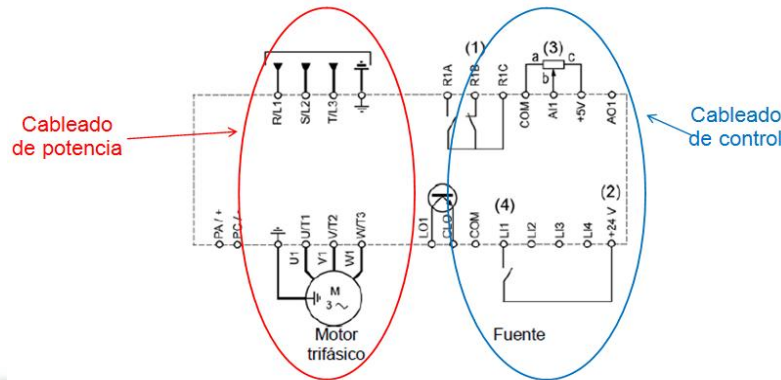 (1)
(3)
R1A
R1B
R1C
a
c
b
R/L1
S/L2
T/L3
COM
AI1
+5V
AO1
Cableado
de potencia
Cableado
de control
(4)
(2)
PA / +
PC / -
U/T1
V/T2
W/T3
LO1
CLO
COM
LI1
LI2
LI3
LI4
+24 V
U1
V1
W1
M
3 ~
Motor
trifásico
Fuente